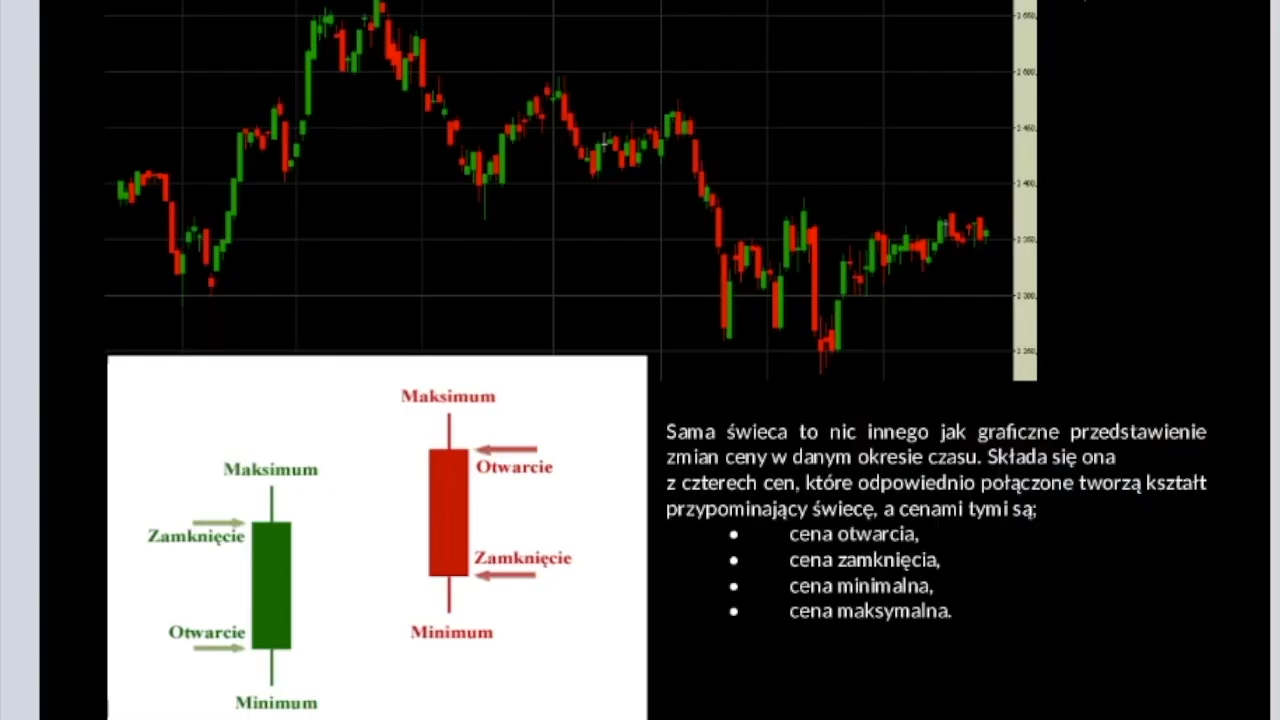 Maksimum
Otwarcie
Zamknięcie
Minimum
Maksimum
Zamknięcie
Otwarcie
Minimum
Sama świeca to nic innego jak graficzne przedstawienie
zmian ceny w danym okresie czasu. Składa się ona
z czterech cen, które odpowiednio połączone tworzą kształt
przypominający świecę, a cenami tymi są;
• cena otwarcia,
• cena zamknięcia,
• cena minimalna,
• cena maksymalna.